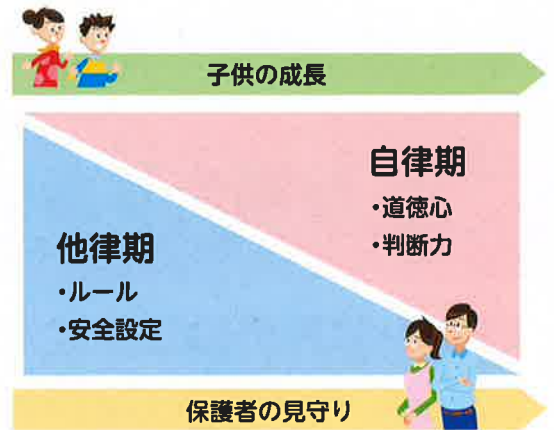 子供の成長
自律期
・道徳心
・判断力
他律期
・ルール
・安全設定
保護者の見守り